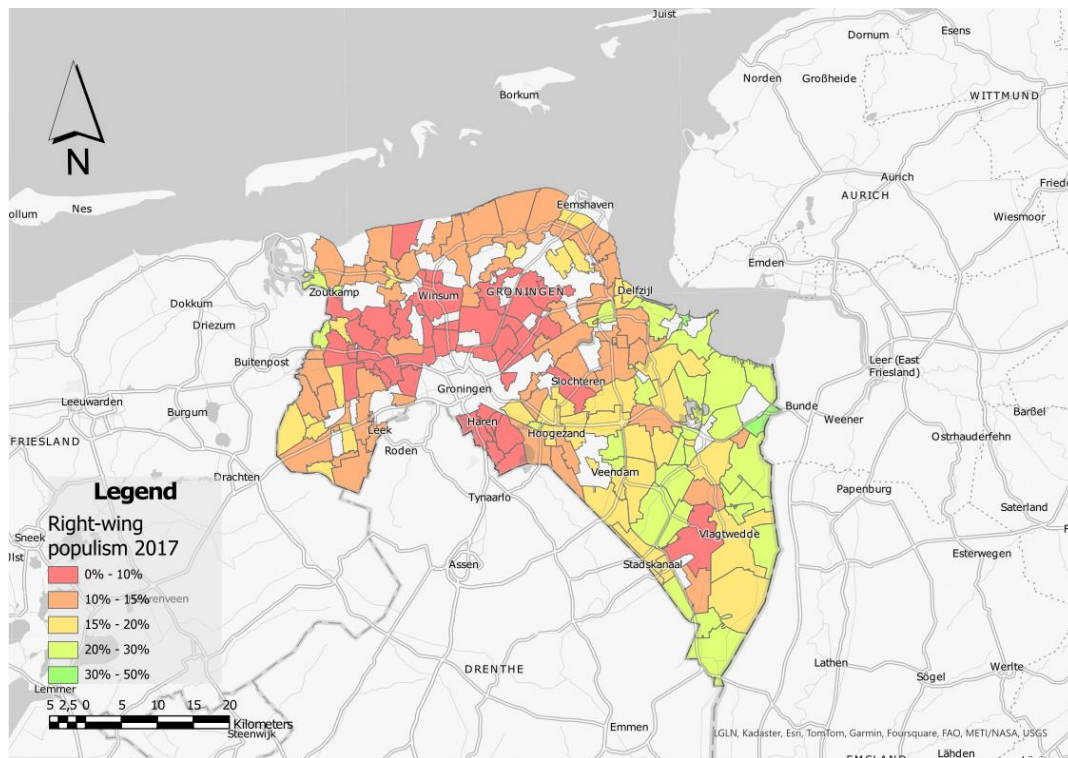 Juist
Dornum
Esens
Norden
Großheide
WITTMUND
Borkum
N
Aurich
AURICH
Friede
ollum
Nes
Wiesmoor
Eemshaven
Emden
Zoutkamp
Winsum
GRONINGEN
Delfzijl
Dokkum
Driezum
Buitenpost
Leer (East
Friesland)
Groningen
Slochteren
Bunde
Weener
Leeuwarden
Burgum
Barßel
Haren
Hoogezand
Ostrhauderfehn
FRIESLAND
Leek
Roden
Drachten
Veendam
Papenburg
Tynaarlo
Saterland
Legend
Right-wing
populism 2017
0% - 10%
10% - 15%
15% - 20%
20% - 30%
30% - 50%
Sneek
Vlagtwedde
Esterwegen
Assen
Stadskanaal
DRENTHE
Lathen
Sögel
Werlte
Lemmer
5 2,5 0 5 10 15 20
Kilometers
Steenwijk
Emmen
LGLN, Kadaster, Esri, TomTom, Garmin, Foursquare, FAO, METI/NASA, USGS
Lähden